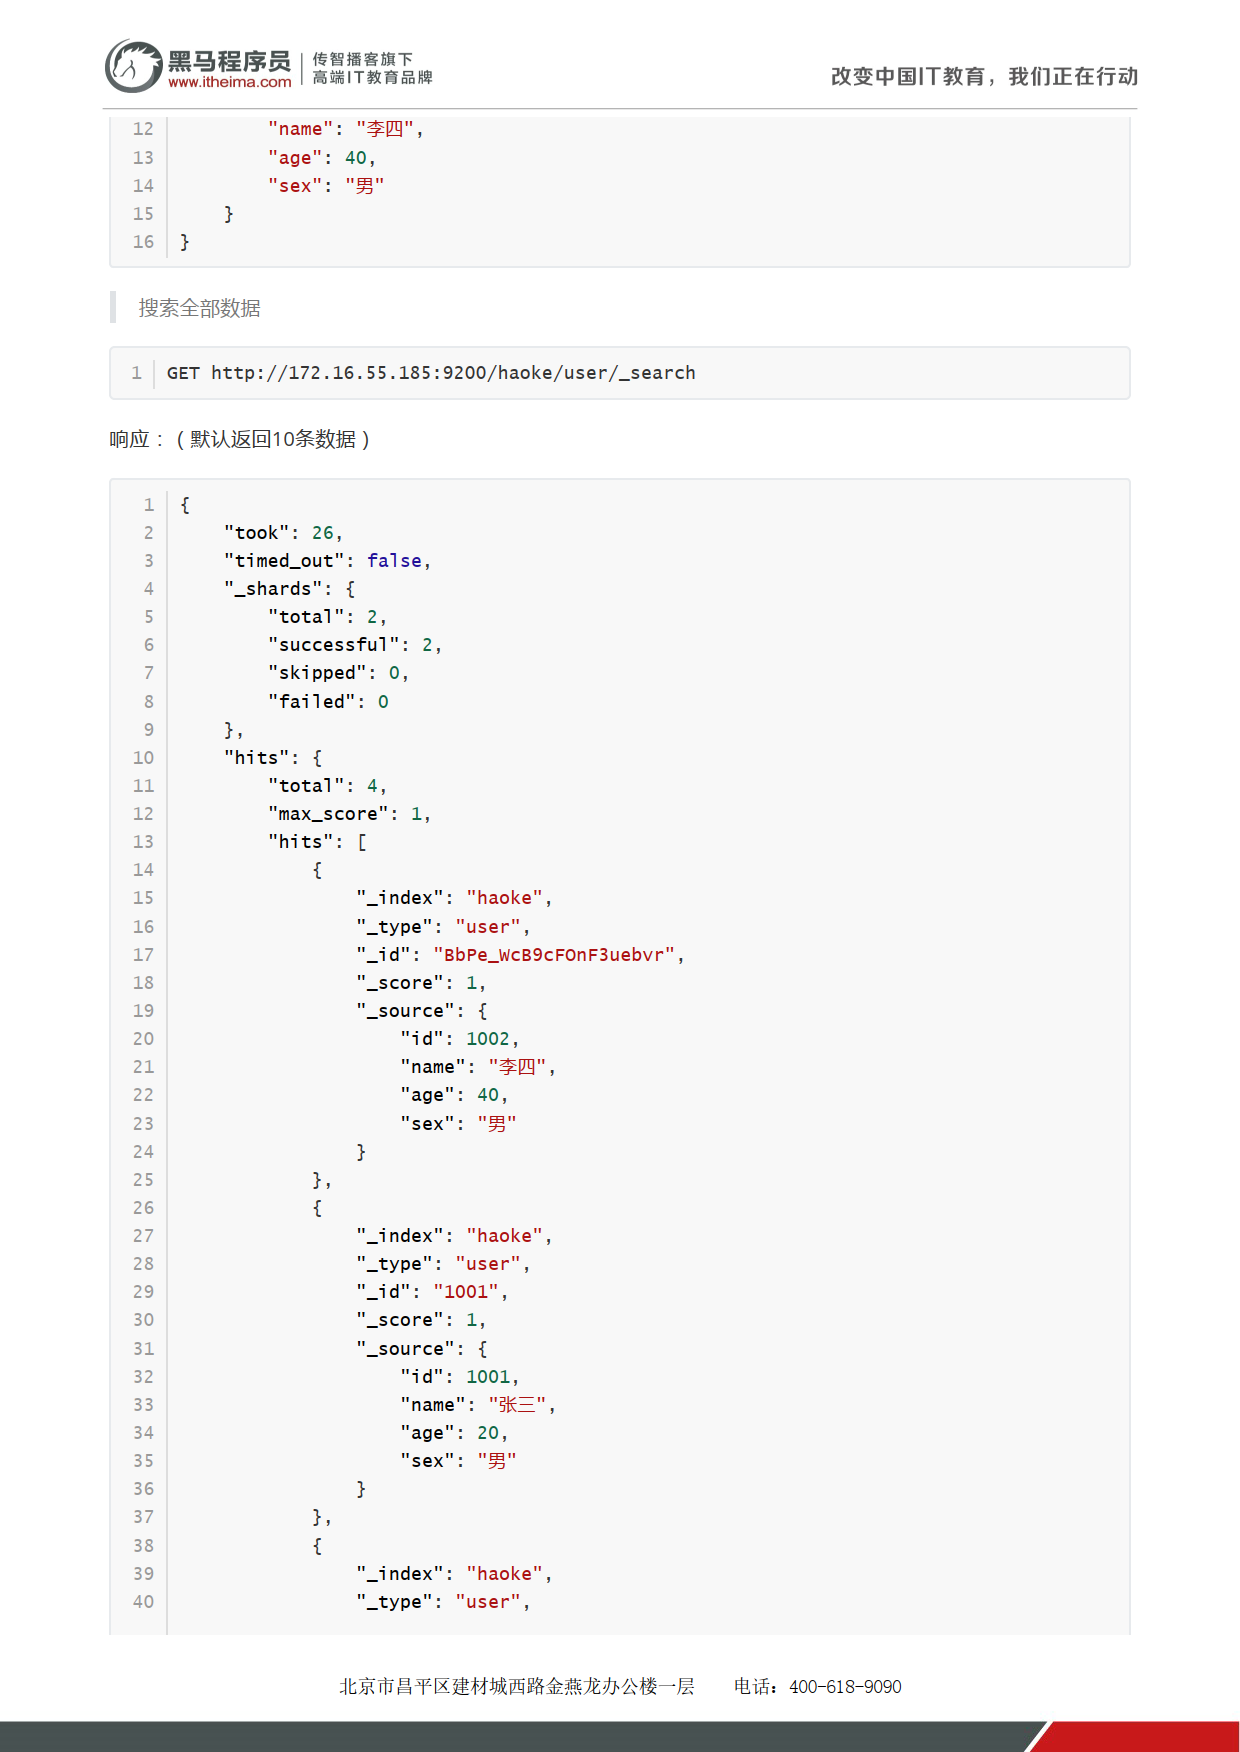 黑马程序员
www.itheima.com
传智播客旗下
高端IT教育品牌
改变中国IT教育，我们正在行动
12         "name": "李四",
13         "age": 40,
14         "sex": "男"
15     }
16 }
搜索全部数据
1 GET http://172.16.55.185:9200/haoke/user/_search
响应：（默认返回10条数据）
1 {
2     "took": 26,
3     "timed_out": false,
4     "_shards": {
5         "total": 2,
6         "successful": 2,
7         "skipped": 0,
8         "failed": 0
9     },
10     "hits": {
11         "total": 4,
12         "max_score": 1,
13         "hits": [
14             {
15                 "_index": "haoke",
16                 "_type": "user",
17                 "_id": "BbPe_WcB9cFOnF3uebvr",
18                 "_score": 1,
19                 "_source": {
20                     "id": 1002,
21                     "name": "李四",
22                     "age": 40,
23                     "sex": "男"
24                 }
25             },
26             {
27                 "_index": "haoke",
28                 "_type": "user",
29                 "_id": "1001",
30                 "_score": 1,
31                 "_source": {
32                     "id": 1001,
33                     "name": "张三",
34                     "age": 20,
35                     "sex": "男"
36                 }
37             },
38             {
39                 "_index": "haoke",
40                 "_type": "user",
北京市昌平区建材城西路金燕龙办公楼一层 电话：400-618-9090